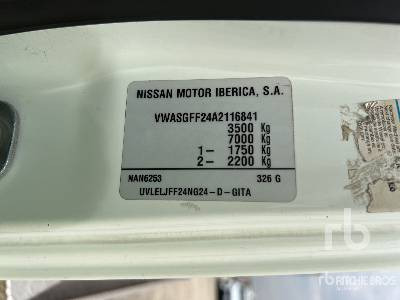 NISSAN MOTOR IBERICA, S.A.
VWASGFF24A2116841
3500 Kg
7000 Kg
1- 1750 Kg
2- 2200 Kg
NAN6253 326 G
UVLELJFF24NG24-D-GITA
rb
RITCHIE BROS